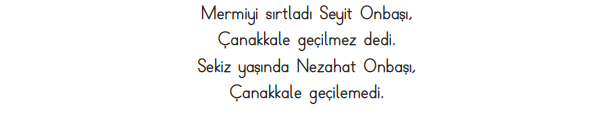 Mermiyi sırtladı Seyit Onbaşı,
Çanakkale geçilmez dedi.
Sekiz yaşında Nezahat Onbaşı,
Çanakkale geçilemedi.